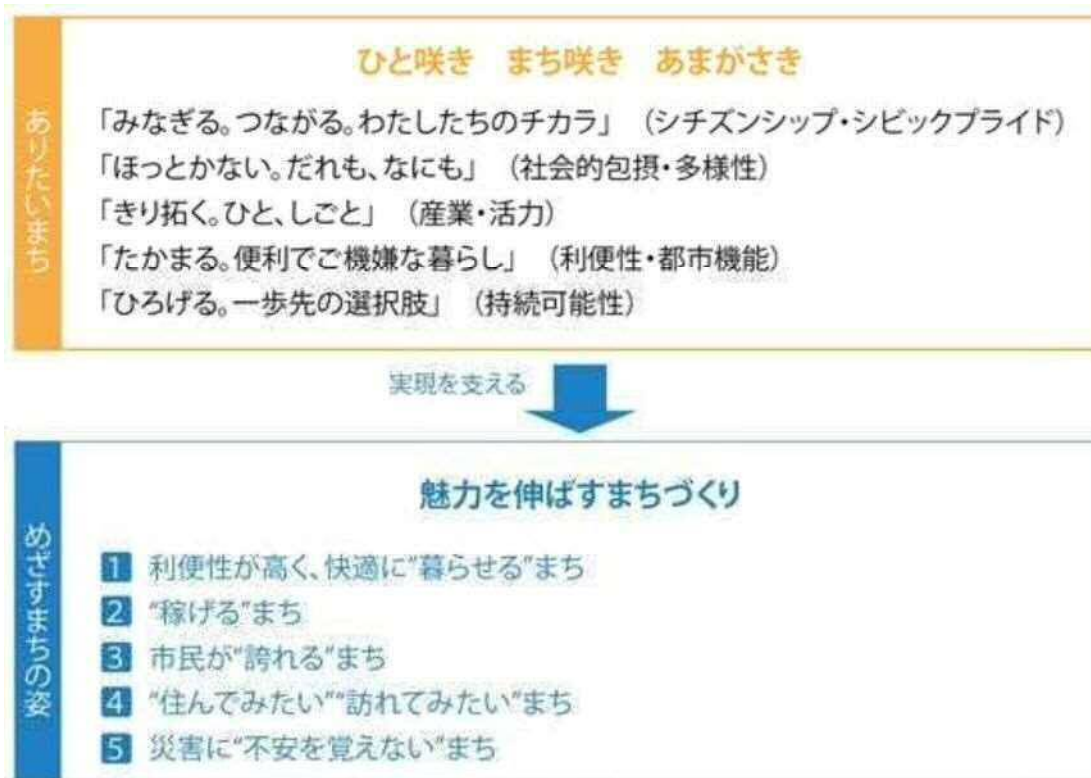 ありたいまち
ひと咲き　まち咲き　あまがさき
「みなぎる。つながる。わたしたちのチカラ」（シチズンシップ・シビックプライド）
「ほっとかない。だれも、なにも」（社会的包摂・多様性）
「きり拓く。ひと、しごと」（産業・活力）
「たかまる。便利でご機嫌な暮らし」（利便性・都市機能）
「ひろげる。一歩先の選択肢」（持続可能性）
実現を支える
めざすまちの姿
魅力を伸ばすまちづくり
1 利便性が高く、快適に“暮らせる”まち
2 “稼げる”まち
3 市民が“誇れる”まち
4 “住んでみたい”“訪れてみたい”まち
5 災害に“不安を覚えない”まち